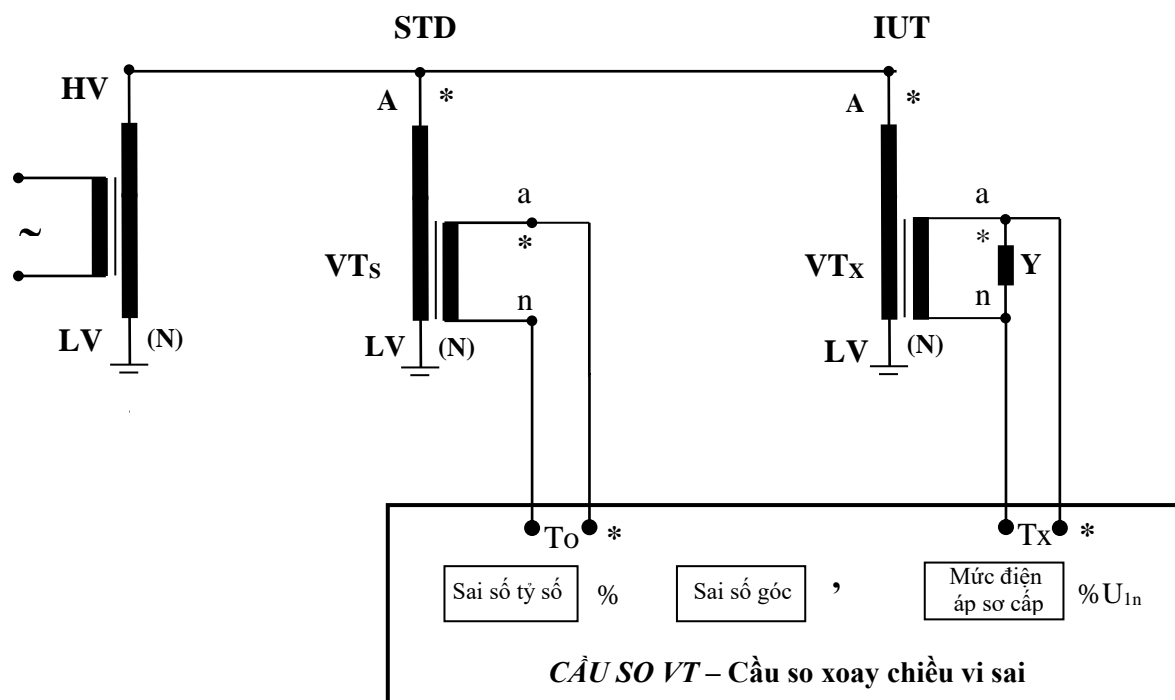 STD
IUT
HV
A
*
A
*
~
a
*
n
VTS
a
*
n
VTX
Y
LV
(N)
LV
(N)
LV
(N)
To
*
Tx
*
Sai số tỷ số
%
Sai số góc
,
Mức điện
áp sơ cấp
%U1n
CẦU SO VT – Cầu so xoay chiều vi sai